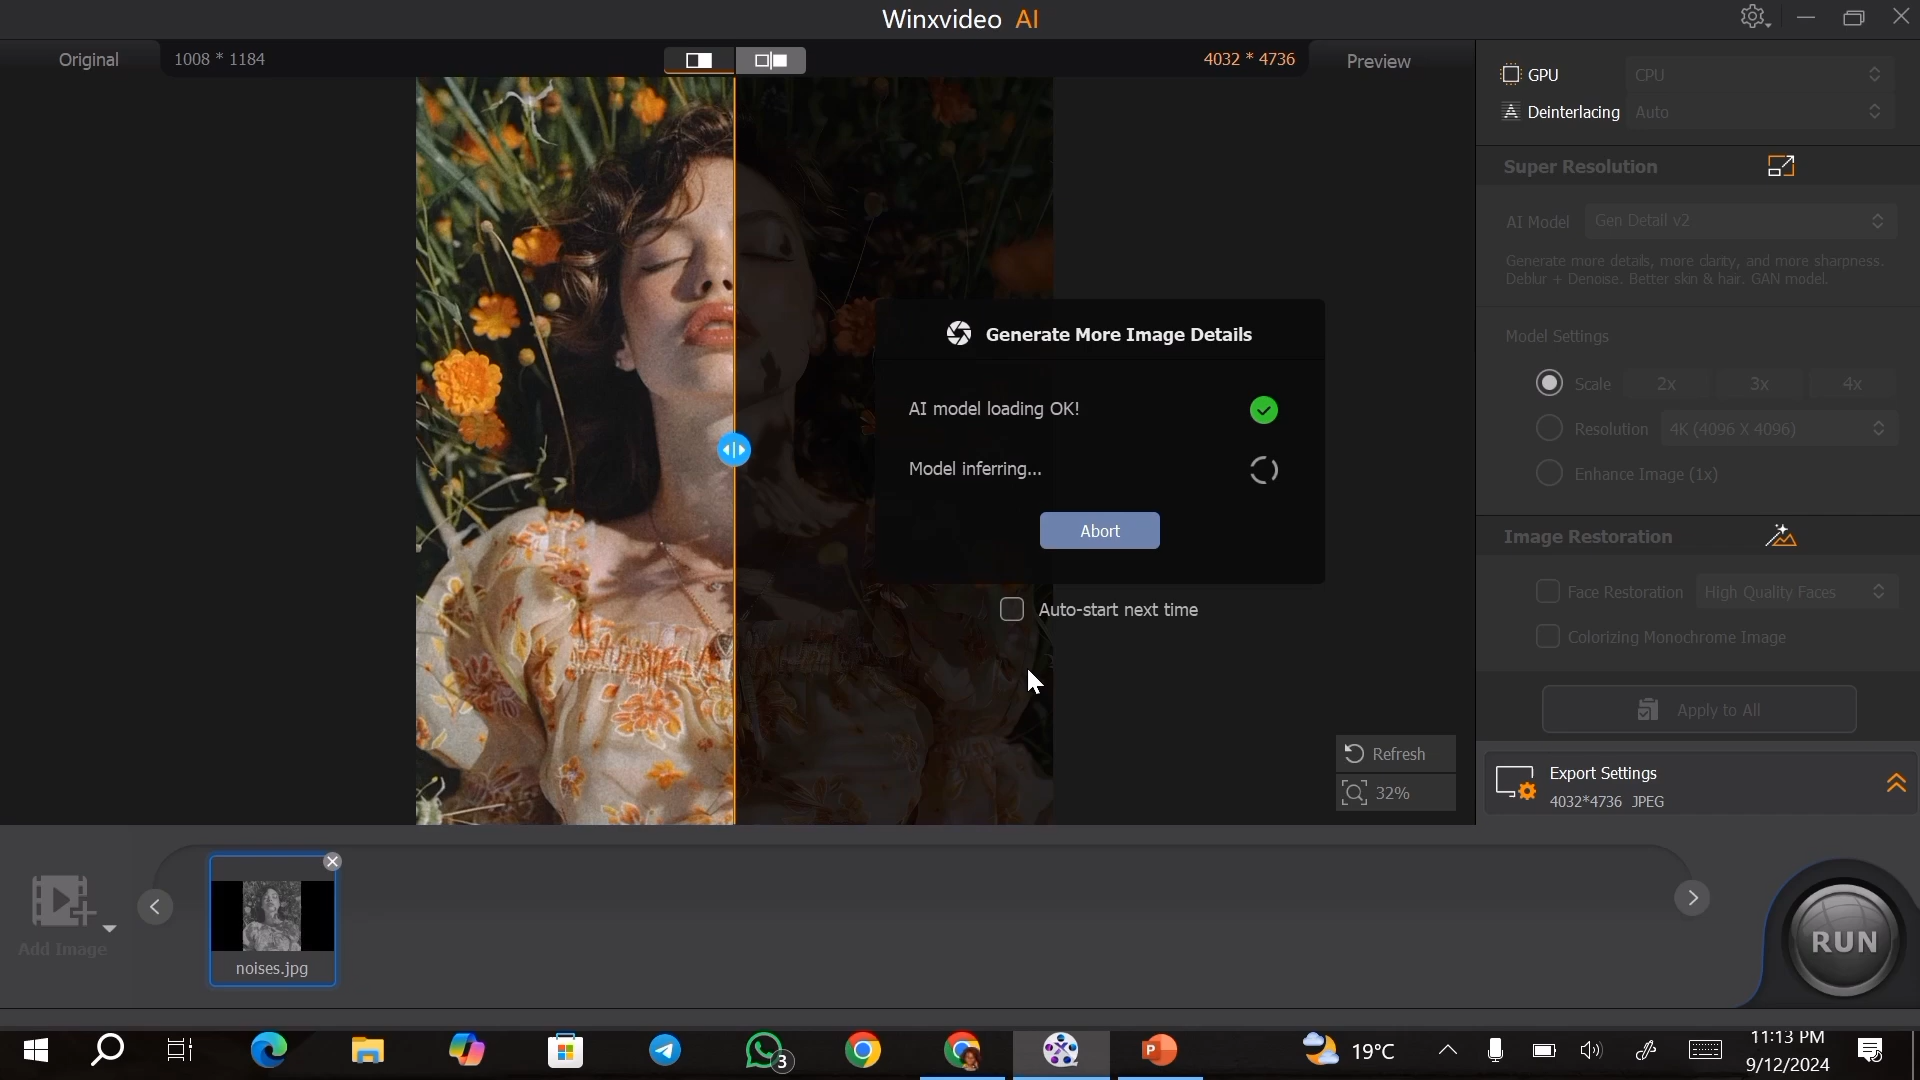 Winxvideo AI
Original
1008 * 1184
4032 * 4736
Preview
GPU
CPU
Deinterlacing
Auto
Super Resolution
AI Model
Gen Detail v2
Generate more details, more clarity, and more sharpness.
Deblur + Denoise. Better skin & hair. GAN model.
Model Settings
Scale
2x
3x
4x
Resolution
4K (4096 X 4096)
Enhance Image (1x)
Image Restoration
Face Restoration
High Quality Faces
Colorizing Monochrome Image
Apply to All
Export Settings
4032*4736 JPEG
Generate More Image Details
AI model loading OK!
Model inferring...
Abort
Auto-start next time
Refresh
32%
Add Image
noises.jpg
RUN
3
P
19°C
11:13 PM
9/12/2024